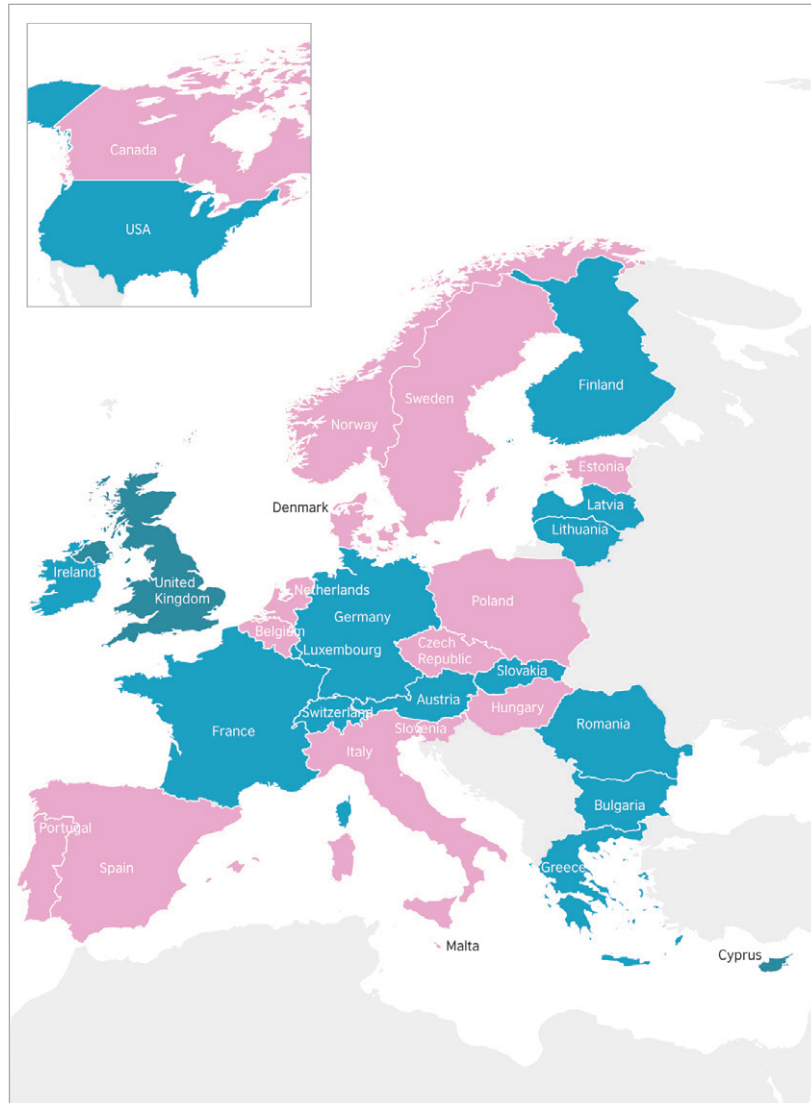 Canada
USA
Finland
Sweden
Norway
Estonia
Denmark
Latvia
Lithuania
Ireland
United
Kingdom
Netherlands
Germany
Poland
Belgium
Luxembourg
Czech
Republic
Slovakia
Austria
Switzerland
Hungary
Romania
France
Slovenia
Italy
Bulgaria
Portugal
Spain
Greece
Malta
Cyprus